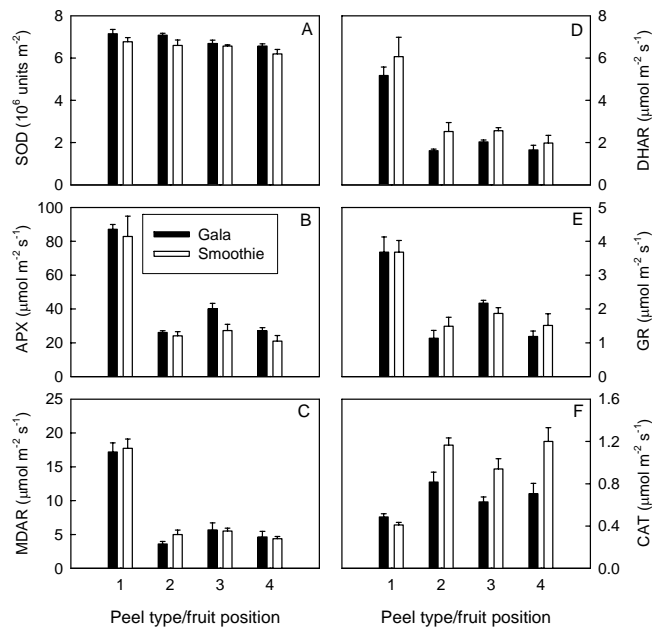 A
SOD (10⁶ units m⁻²)
8
6
4
2
0
B
Gala
Smoothie
APX (μmol m⁻² s⁻¹)
100
80
60
40
20
0
C
MDAR (μmol m⁻² s⁻¹)
25
20
15
10
5
0
1 2 3 4
Peel type/fruit position
D
DHAR (μmol m⁻² s⁻¹)
8
6
4
2
0
E
GR (μmol m⁻² s⁻¹)
5
4
3
2
1
0
F
CAT (μmol m⁻² s⁻¹)
1.6
1.2
0.8
0.4
0.0
1 2 3 4
Peel type/fruit position